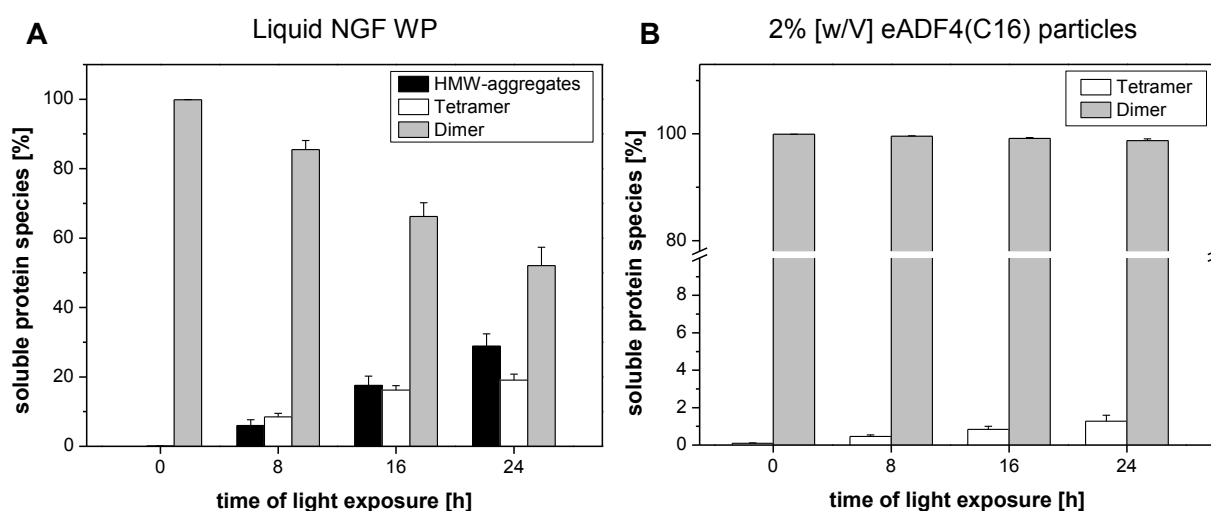 A
Liquid NGF WP
soluble protein species [%]
100
80
60
40
20
0
HMW-aggregates
Tetramer
Dimer
0 8 16 24
time of light exposure [h]
B
2% [w/V] eADF4(C16) particles
soluble protein species [%]
100
80
8
6
4
2
0
Tetramer
Dimer
0 8 16 24
time of light exposure [h]